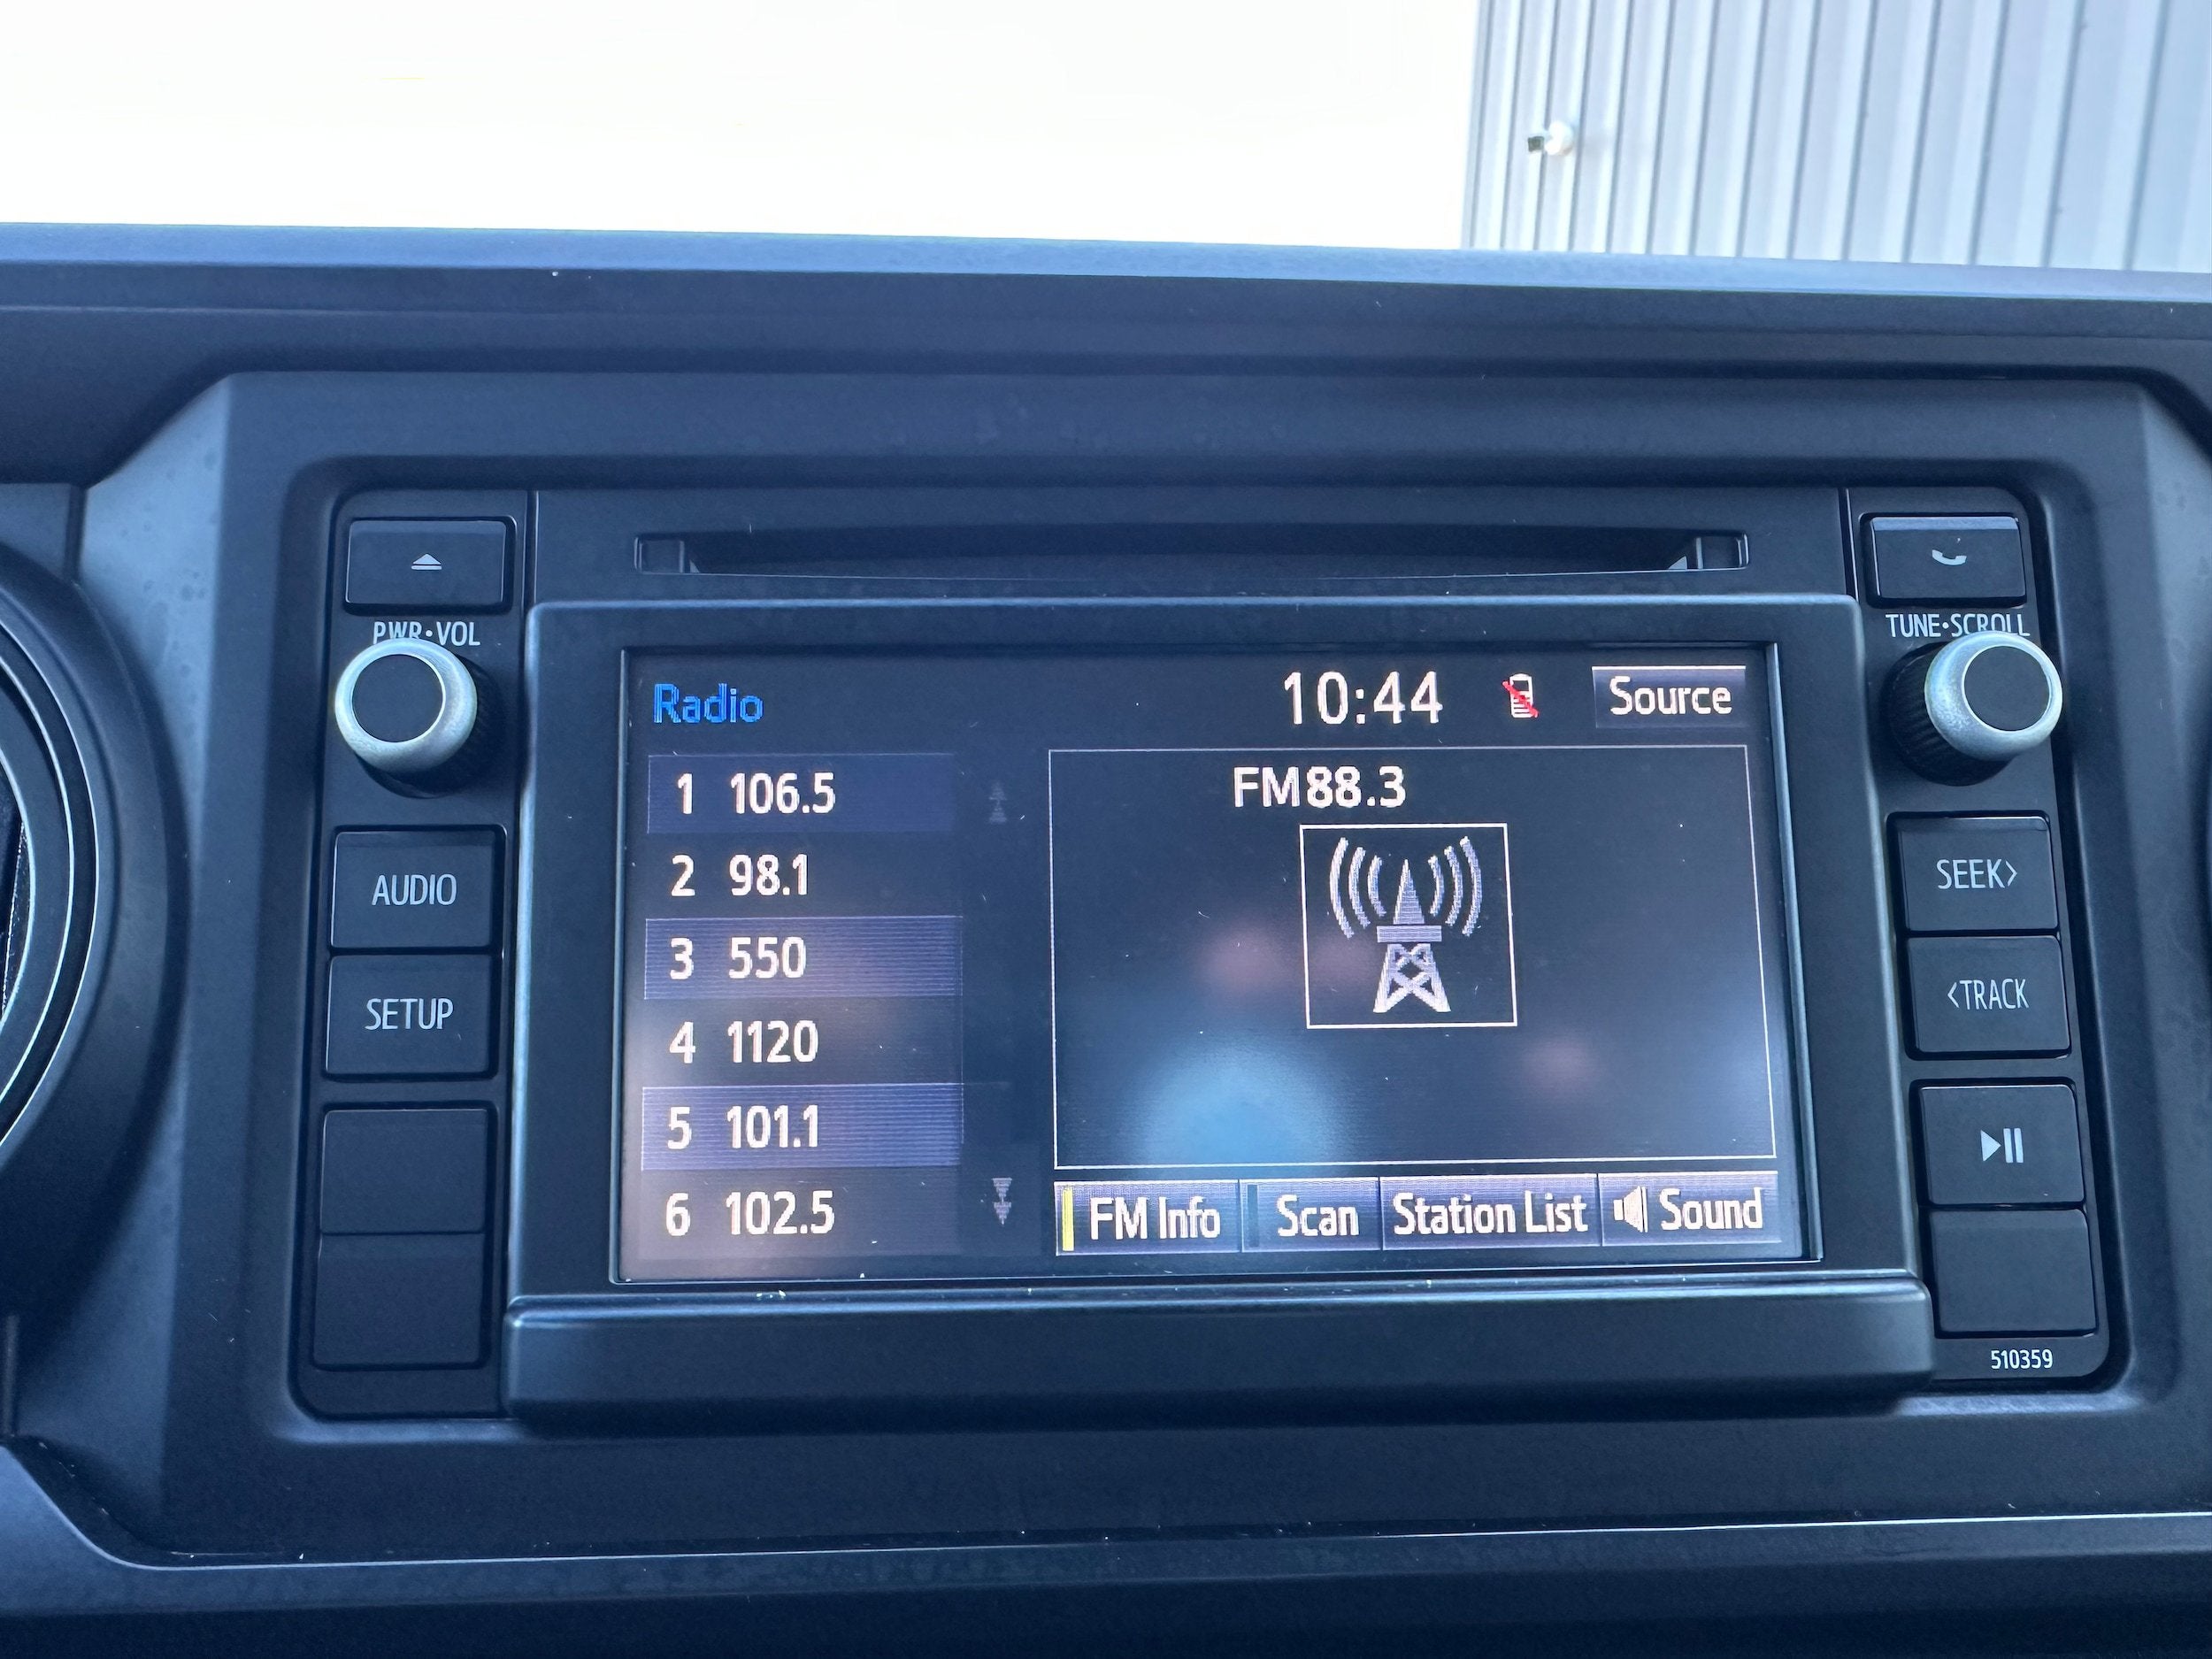 PWR•VOL
TUNE•SCROLL
Radio
10:44
Source
1 106.5
2 98.1
3 550
4 1120
5 101.1
6 102.5
FM88.3
FM Info
Scan
Station List
Sound
AUDIO
SETUP
SEEK>
<TRACK
510359